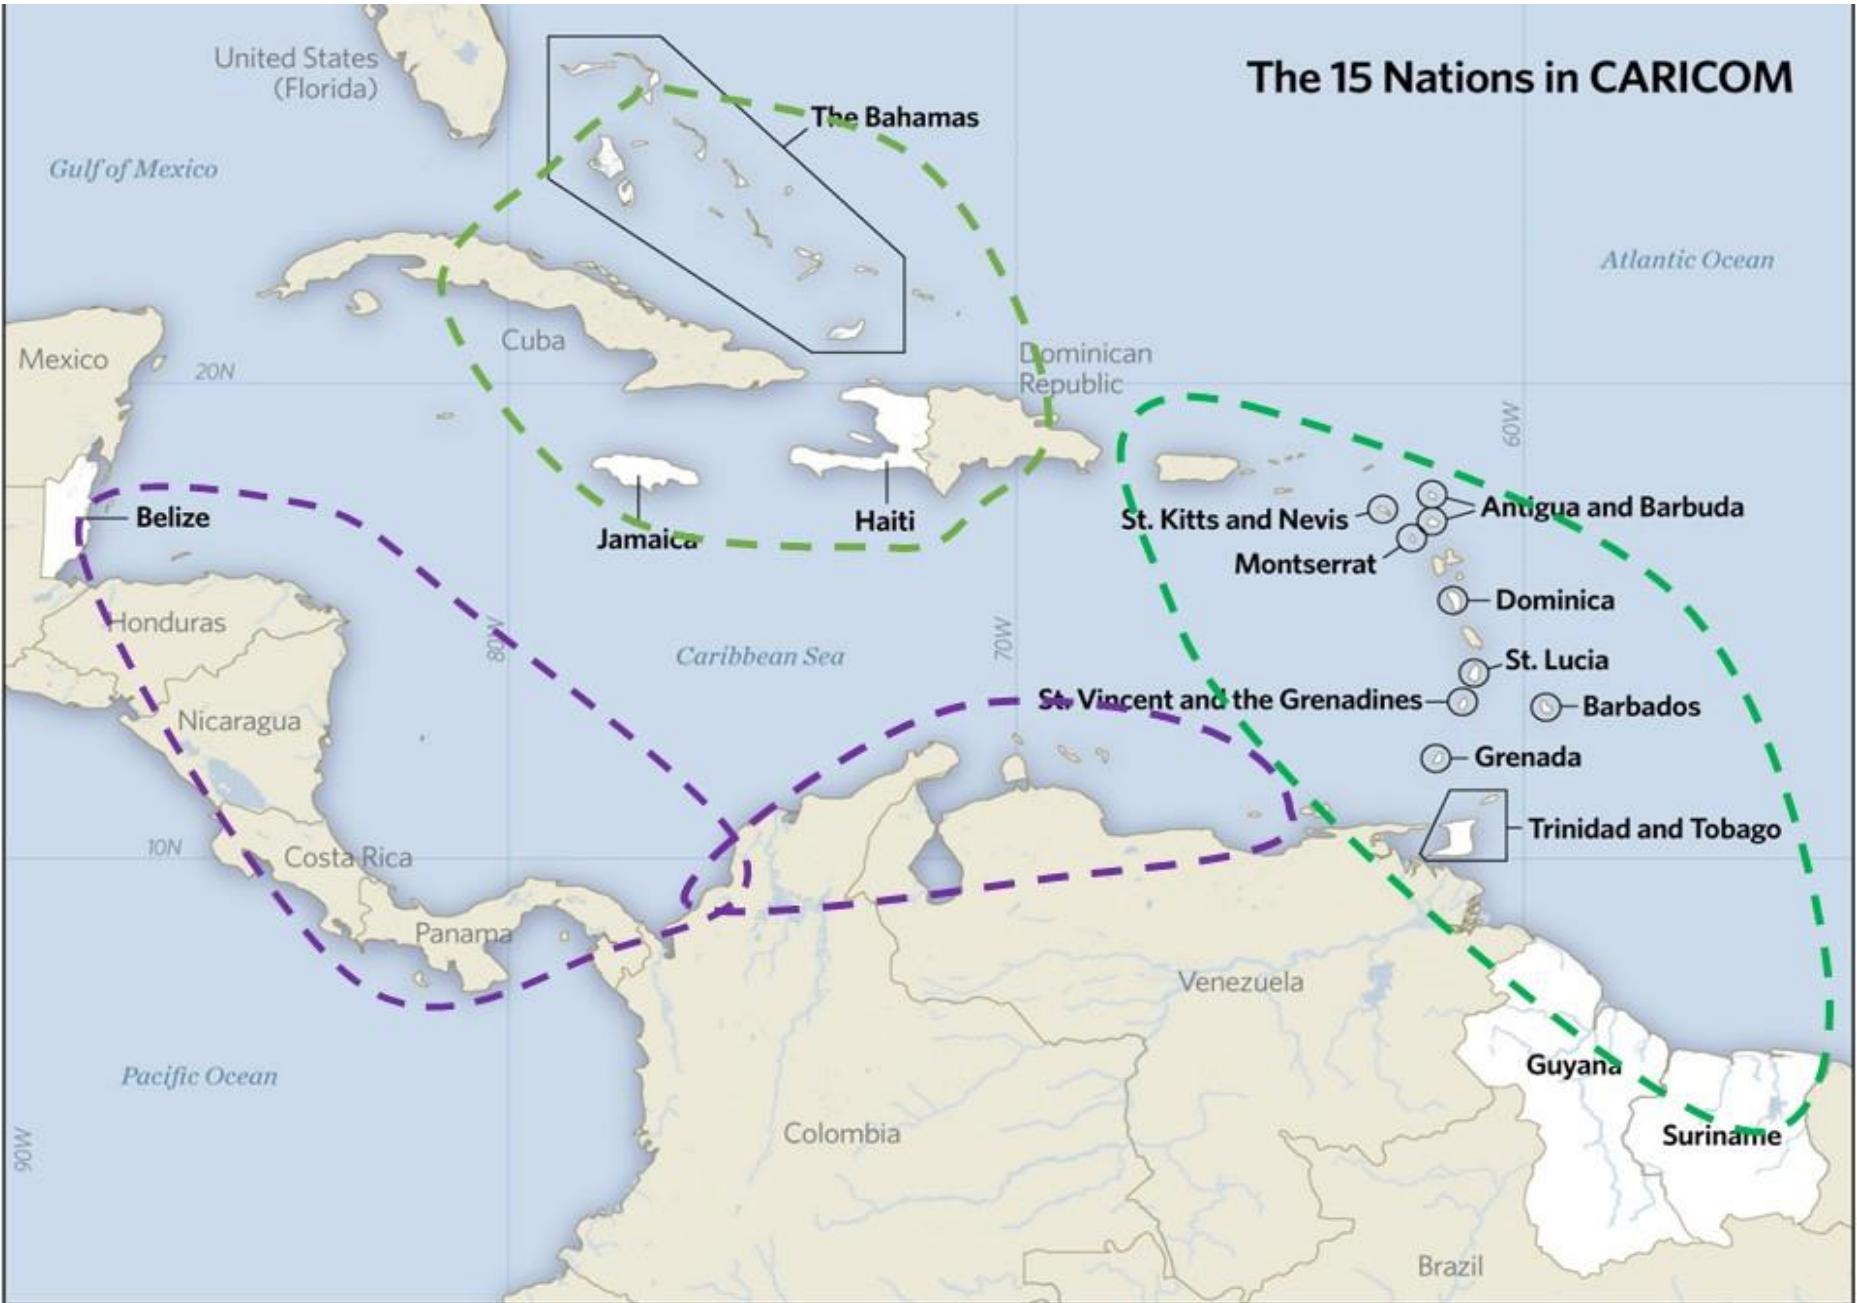 The 15 Nations in CARICOM
United States
(Florida)
The Bahamas
Gulf of Mexico
Atlantic Ocean
Cuba
Mexico
20N
Dominican
Republic
60W
Belize
Jamaica
Haiti
St. Kitts and Nevis
Antigua and Barbuda
Montserrat
Dominica
Honduras
80W
Caribbean Sea
70W
St. Lucia
St. Vincent and the Grenadines
Barbados
Nicaragua
Grenada
Trinidad and Tobago
10N
Costa Rica
Panama
Venezuela
Guyana
Pacific Ocean
Colombia
Suriname
90W
Brazil